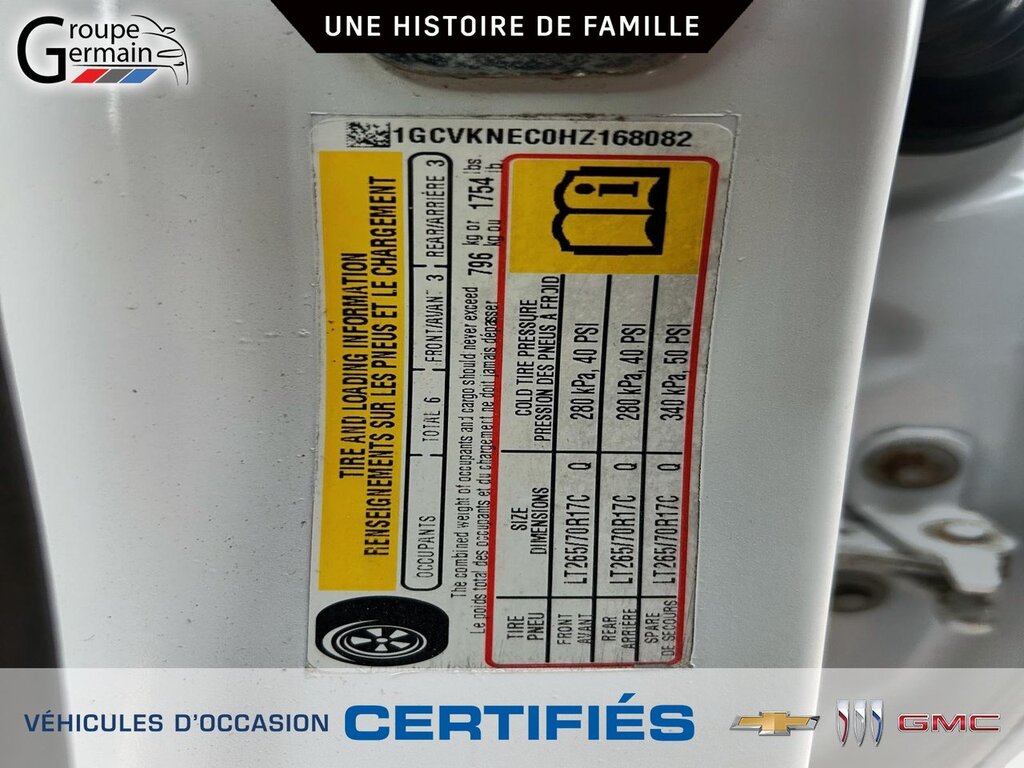 Groupe
Germain
UNE HISTOIRE DE FAMILLE
1GCVKNEC0HZ168082
TIRE AND LOADING INFORMATION
RENSEIGNEMENTS SUR LES PNEUS ET LE CHARGEMENT
OCCUPANTS TOTAL 6 FRONT/AVANT 3 REAR/ARRIÈRE 3
The combined weight of occupants and cargo should never exceed 796 kg or 1754 lbs.
Le poids total des occupants et du chargement ne doit jamais dépasser kg ou lb.
TIRE PNEU SIZE DIMENSIONS COLD TIRE PRESSURE PRESSION DES PNEUS À FROID
FRONT AVANT LT265/70R17C Q 280 kPa, 40 PSI
REAR ARRIÈRE LT265/70R17C Q 280 kPa, 40 PSI
SPARE DE SECOURS LT265/70R17C Q 340 kPa, 50 PSI
VÉHICULES D'OCCASION CERTIFIÉS
GMC